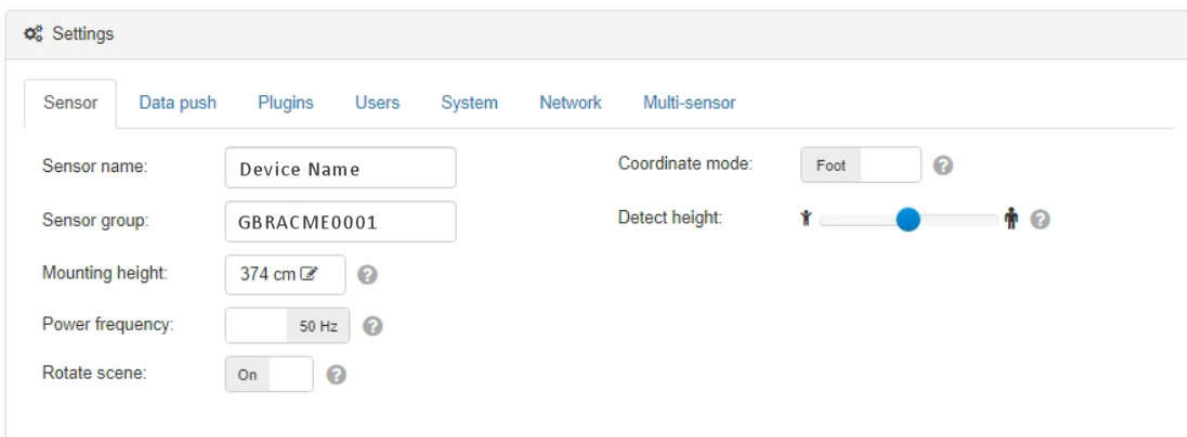 Settings
Sensor Data push Plugins Users System Network Multi-sensor
Sensor name: Device Name
Sensor group: GBRACME0001
Mounting height: 374 cm
Power frequency: 50 Hz
Rotate scene: On
Coordinate mode: Foot
Detect height: